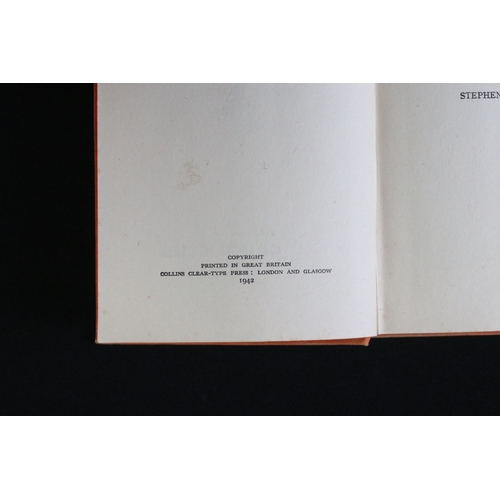 COPYRIGHT
PRINTED IN GREAT BRITAIN
COLLINS CLEAR-TYPE PRESS: LONDON AND GLASGOW
1942
STEPHEN